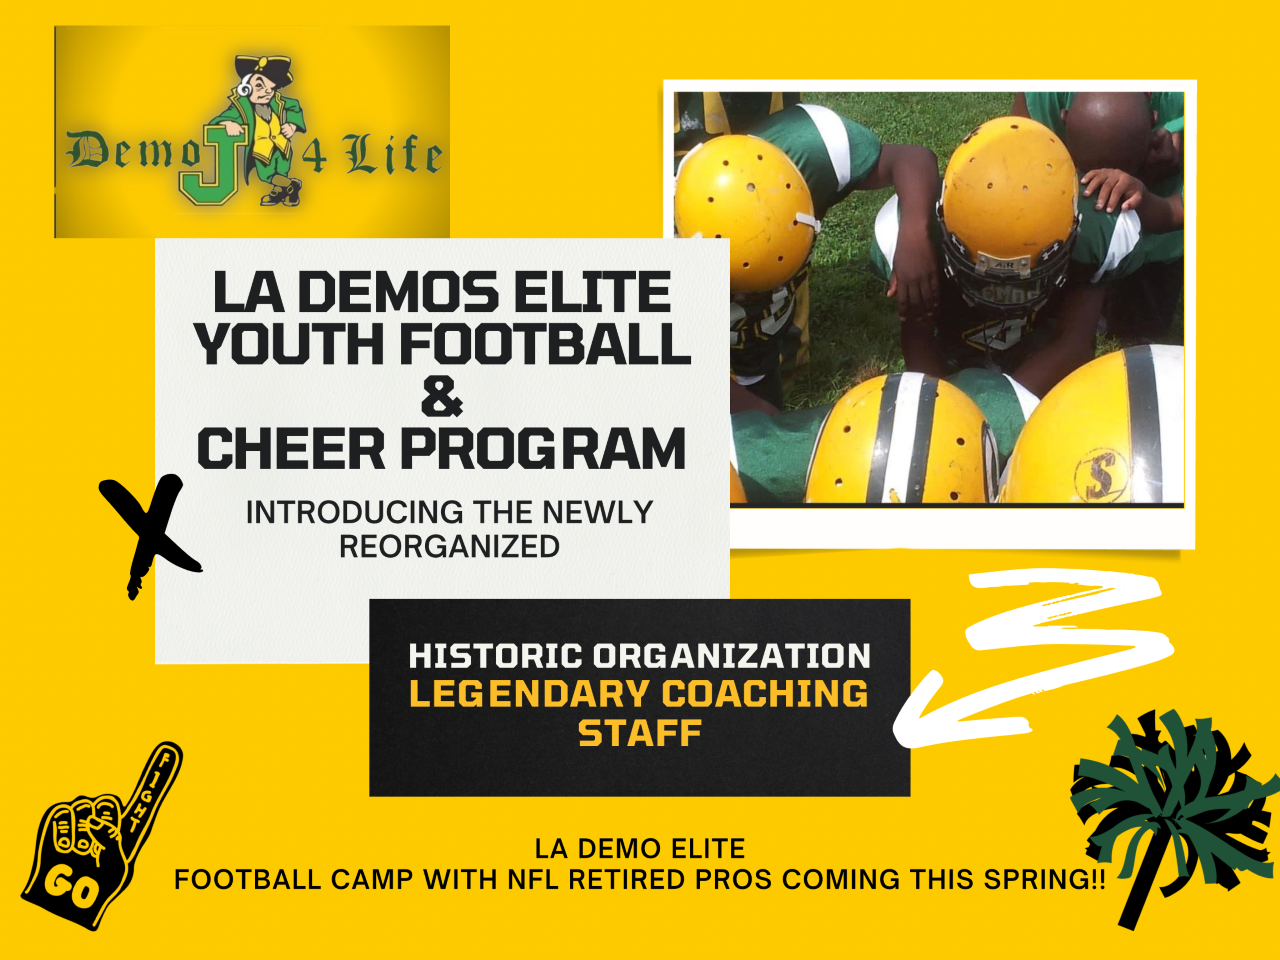 Demo J 4 Life
LA DEMOS ELITE
YOUTH FOOTBALL
&
CHEER PROGRAM
INTRODUCING THE NEWLY
REORGANIZED
HISTORIC ORGANIZATION
LEGENDARY COACHING
STAFF
S
FIGHT
GO
LA DEMO ELITE
FOOTBALL CAMP WITH NFL RETIRED PROS COMING THIS SPRING!!